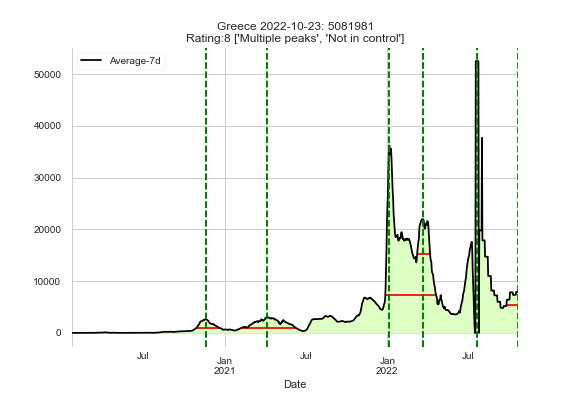 Greece 2022-10-23: 5081981
Rating:8 ['Multiple peaks', 'Not in control']
Average-7d
50000
40000
30000
20000
10000
0
Jul
Jan
2021
Jul
Jan
2022
Jul
Date